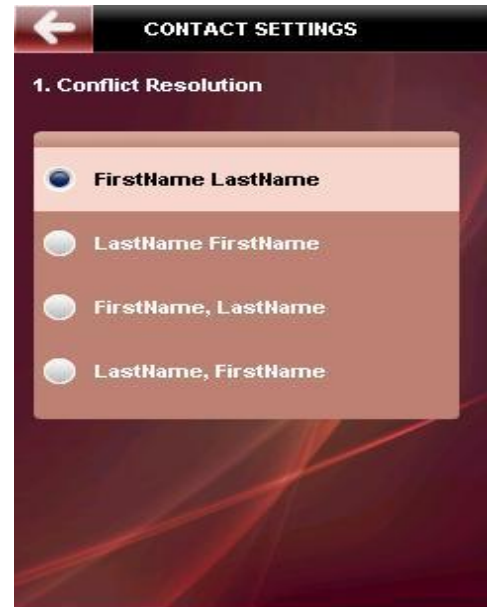 CONTACT SETTINGS
1. Conflict Resolution
FirstName LastName
LastName FirstName
FirstName, LastName
LastName, FirstName